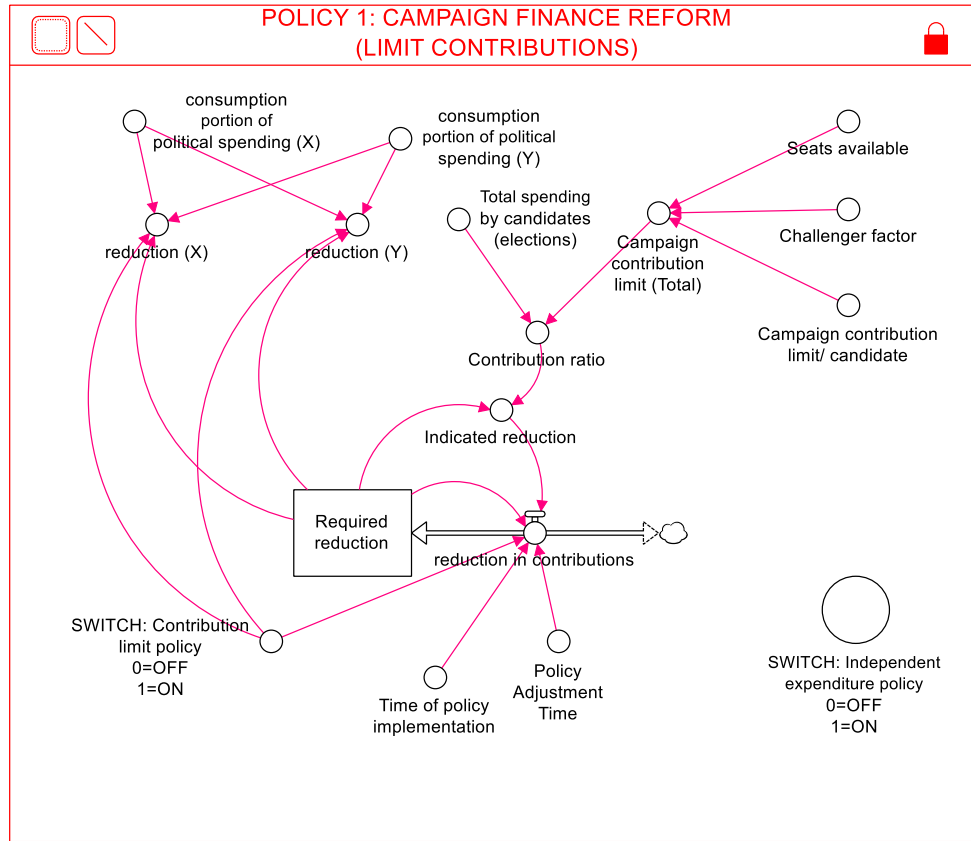 POLICY 1: CAMPAIGN FINANCE REFORM
(LIMIT CONTRIBUTIONS)
consumption
portion of
political spending (X)
consumption
portion of political
spending (Y)
Seats available
Total spending
by candidates
(elections)
reduction (X)
reduction (Y)
Campaign
contribution
limit (Total)
Challenger factor
Campaign contribution
limit/ candidate
Contribution ratio
Indicated reduction
Required
reduction
reduction in contributions
SWITCH: Contribution
limit policy
0=OFF
1=ON
Time of policy
implementation
Policy
Adjustment
Time
SWITCH: Independent
expenditure policy
0=OFF
1=ON